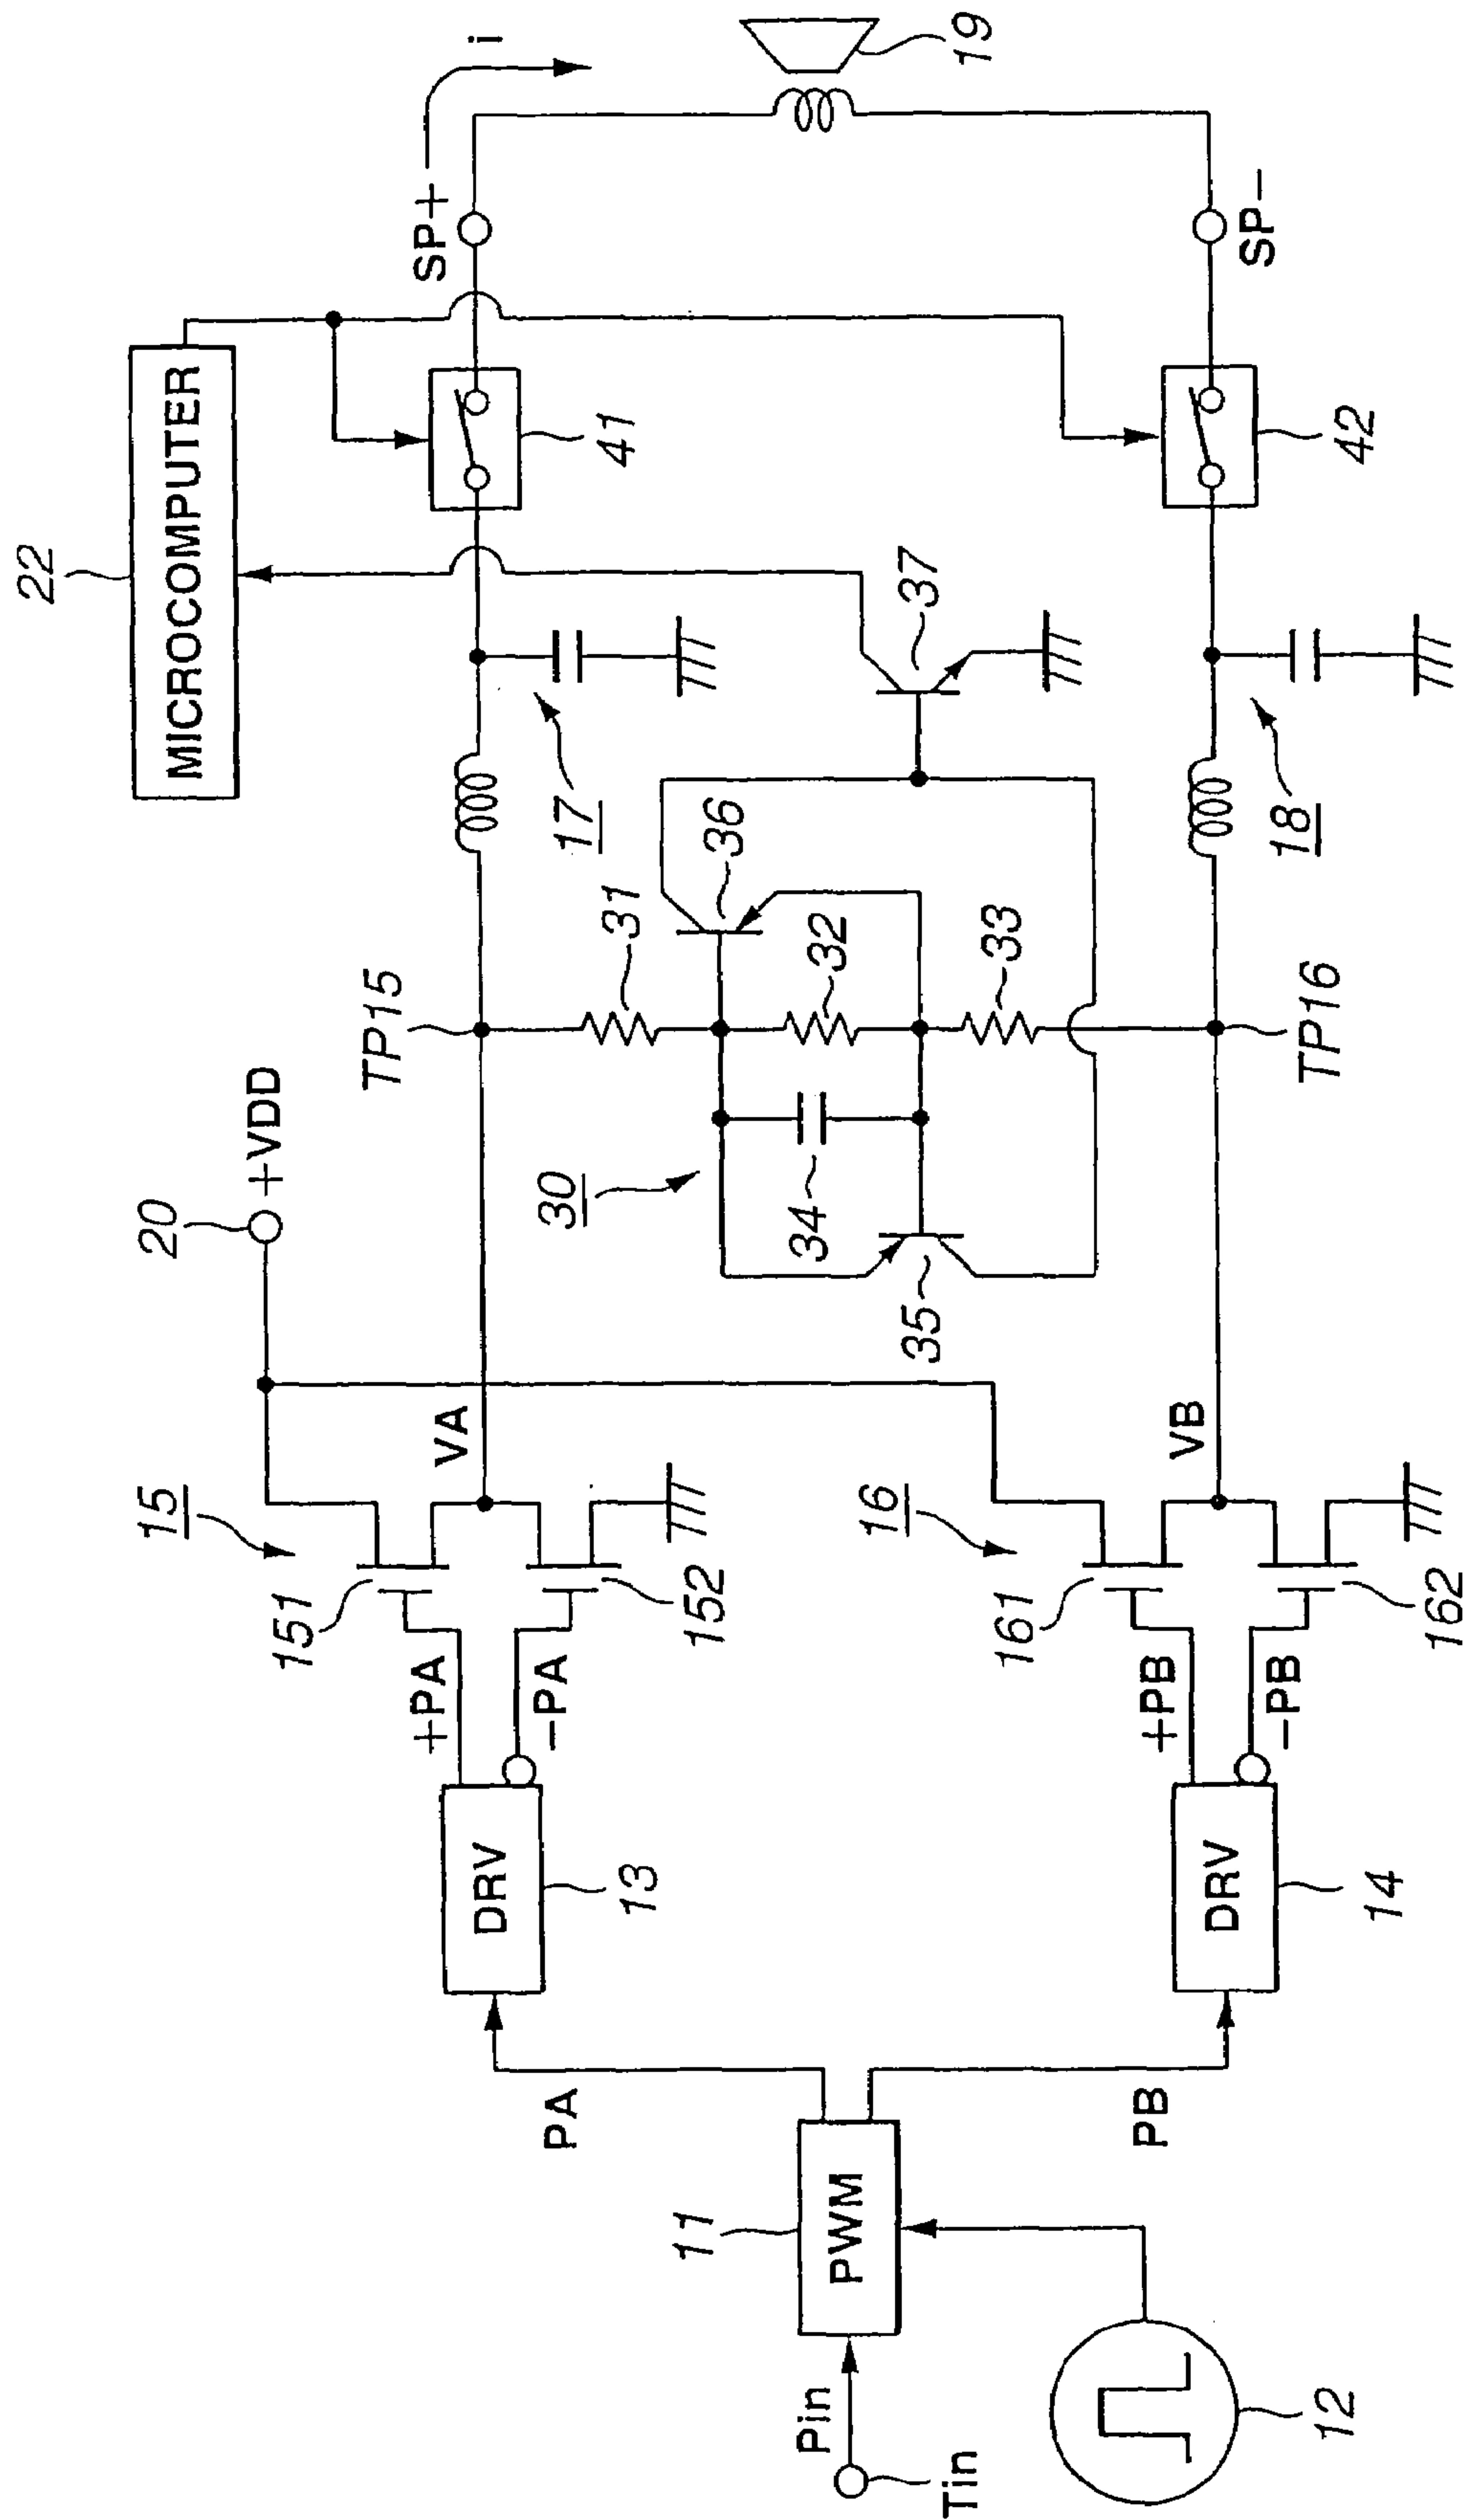 22
MICROCOMPUTER
20
+VDD
15
151
+PA
VA
TP15
SP+
i
41
17
DRV
13
-PA
152
30
31
36
37
32
34
35
33
19
PA
11
PWM
Pin
Tin
12
PB
16
161
+PB
VB
DRV
14
-PB
162
TP16
18
42
SP-